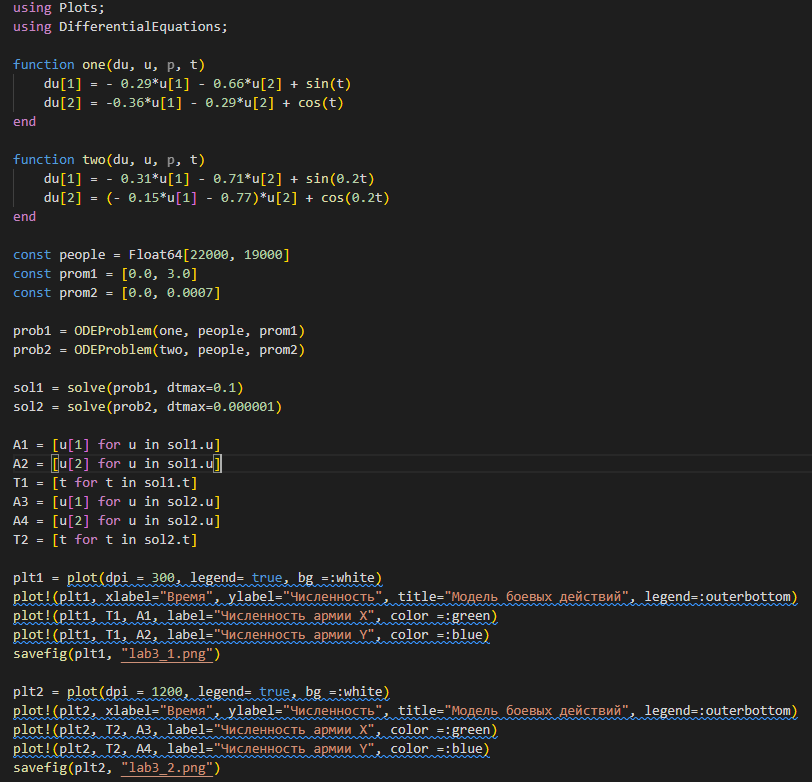 using Plots;
using DifferentialEquations;
function one(du, u, p, t)
du[1] = - 0.29*u[1] - 0.66*u[2] + sin(t)
du[2] = -0.36*u[1] - 0.29*u[2] + cos(t)
end
function two(du, u, p, t)
du[1] = - 0.31*u[1] - 0.71*u[2] + sin(0.2t)
du[2] = (- 0.15*u[1] - 0.77)*u[2] + cos(0.2t)
end
const people = Float64[22000, 19000]
const prom1 = [0.0, 3.0]
const prom2 = [0.0, 0.0007]
prob1 = ODEProblem(one, people, prom1)
prob2 = ODEProblem(two, people, prom2)
sol1 = solve(prob1, dtmax=0.1)
sol2 = solve(prob2, dtmax=0.000001)
A1 = [u[1] for u in sol1.u]
A2 = [u[2] for u in sol1.u]
T1 = [t for t in sol1.t]
A3 = [u[1] for u in sol2.u]
A4 = [u[2] for u in sol2.u]
T2 = [t for t in sol2.t]
plt1 = plot(dpi = 300, legend= true, bg =:white)
plot!(plt1, xlabel="Время", ylabel="Численность", title="Модель боевых действий", legend=:outerbottom)
plot!(plt1, T1, A1, label="Численность армии X", color =:green)
plot!(plt1, T1, A2, label="Численность армии Y", color =:blue)
savefig(plt1, "lab3_1.png")
plt2 = plot(dpi = 1200, legend= true, bg =:white)
plot!(plt2, xlabel="Время", ylabel="Численность", title="Модель боевых действий", legend=:outerbottom)
plot!(plt2, T2, A3, label="Численность армии X", color =:green)
plot!(plt2, T2, A4, label="Численность армии Y", color =:blue)
savefig(plt2, "lab3_2.png")